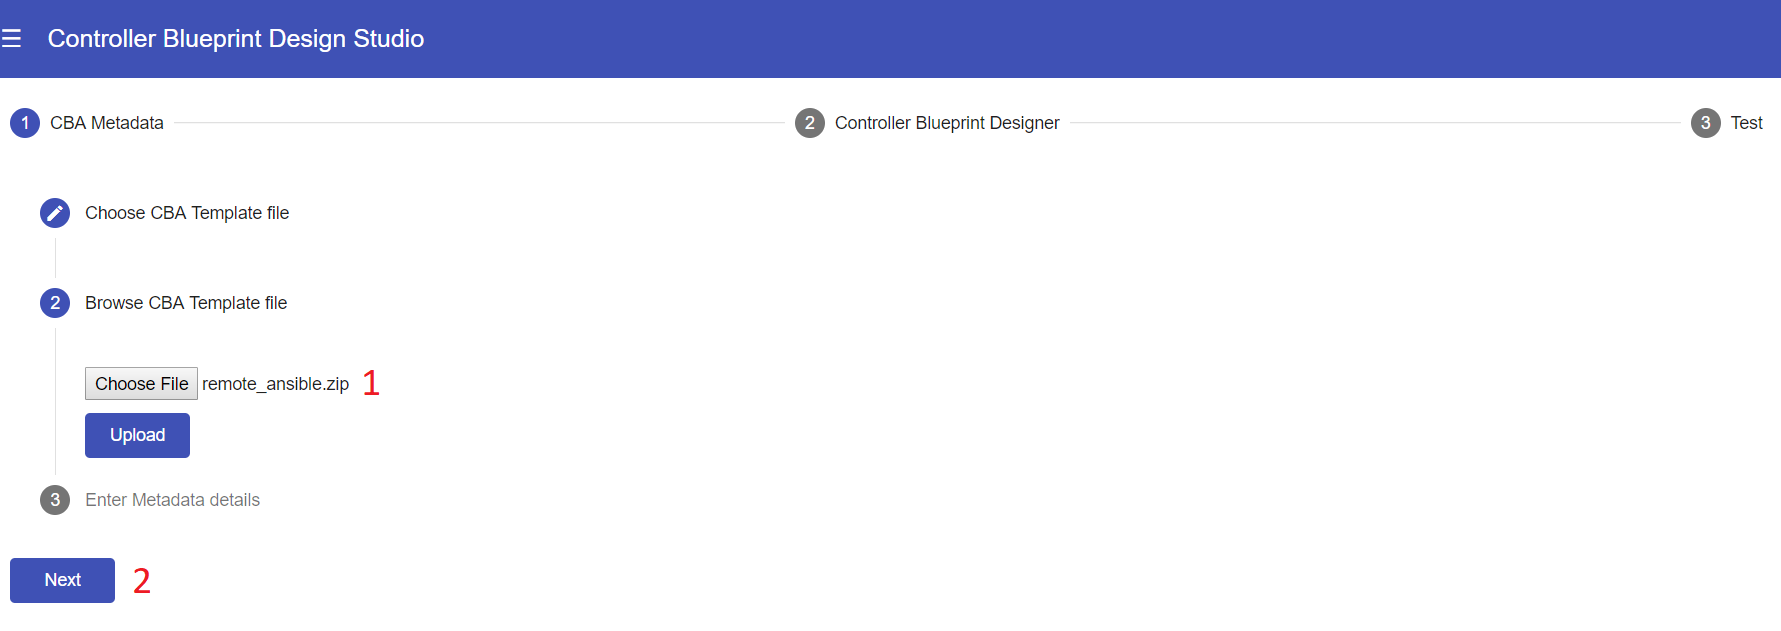 Controller Blueprint Design Studio
1 CBA Metadata 2 Controller Blueprint Designer 3 Test
Choose CBA Template file
2 Browse CBA Template file
Choose File remote_ansible.zip 1
Upload
3 Enter Metadata details
Next 2